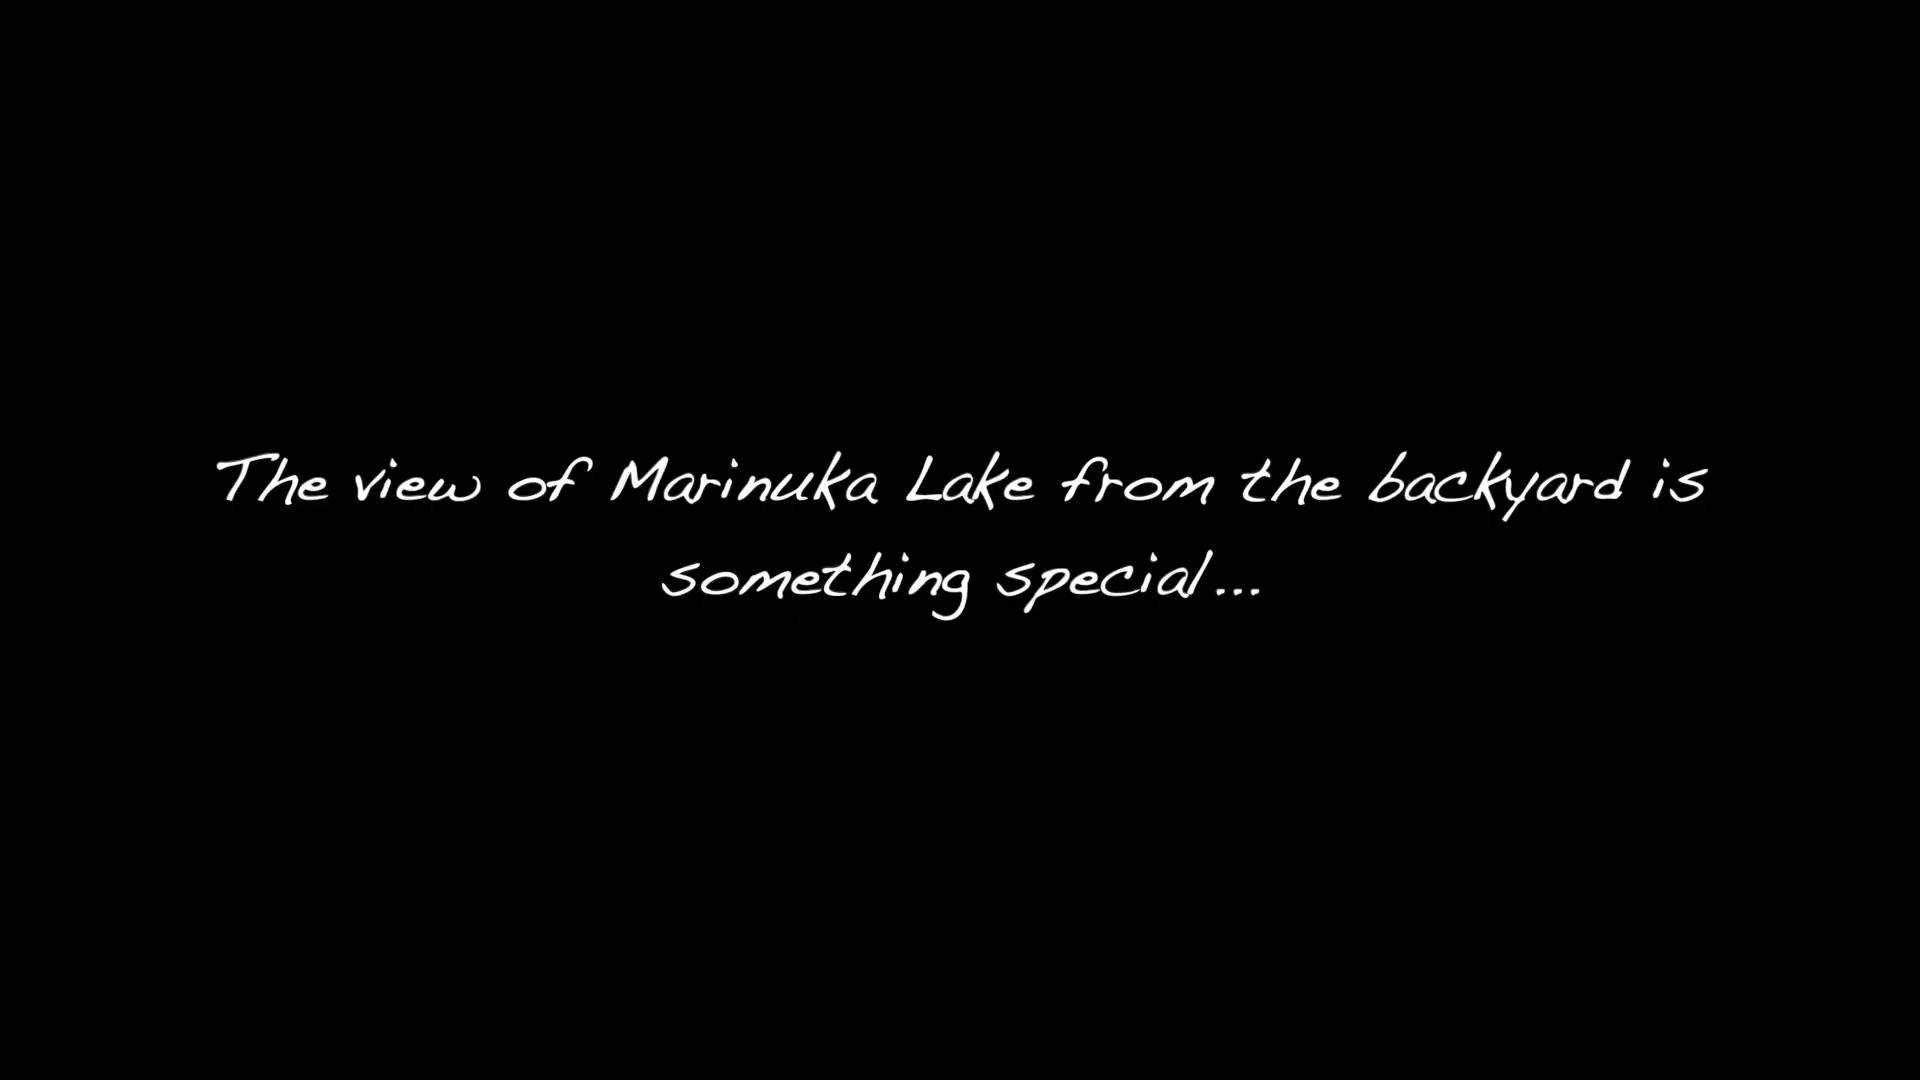 The view of Marinuka Lake from the backyard is
something special...